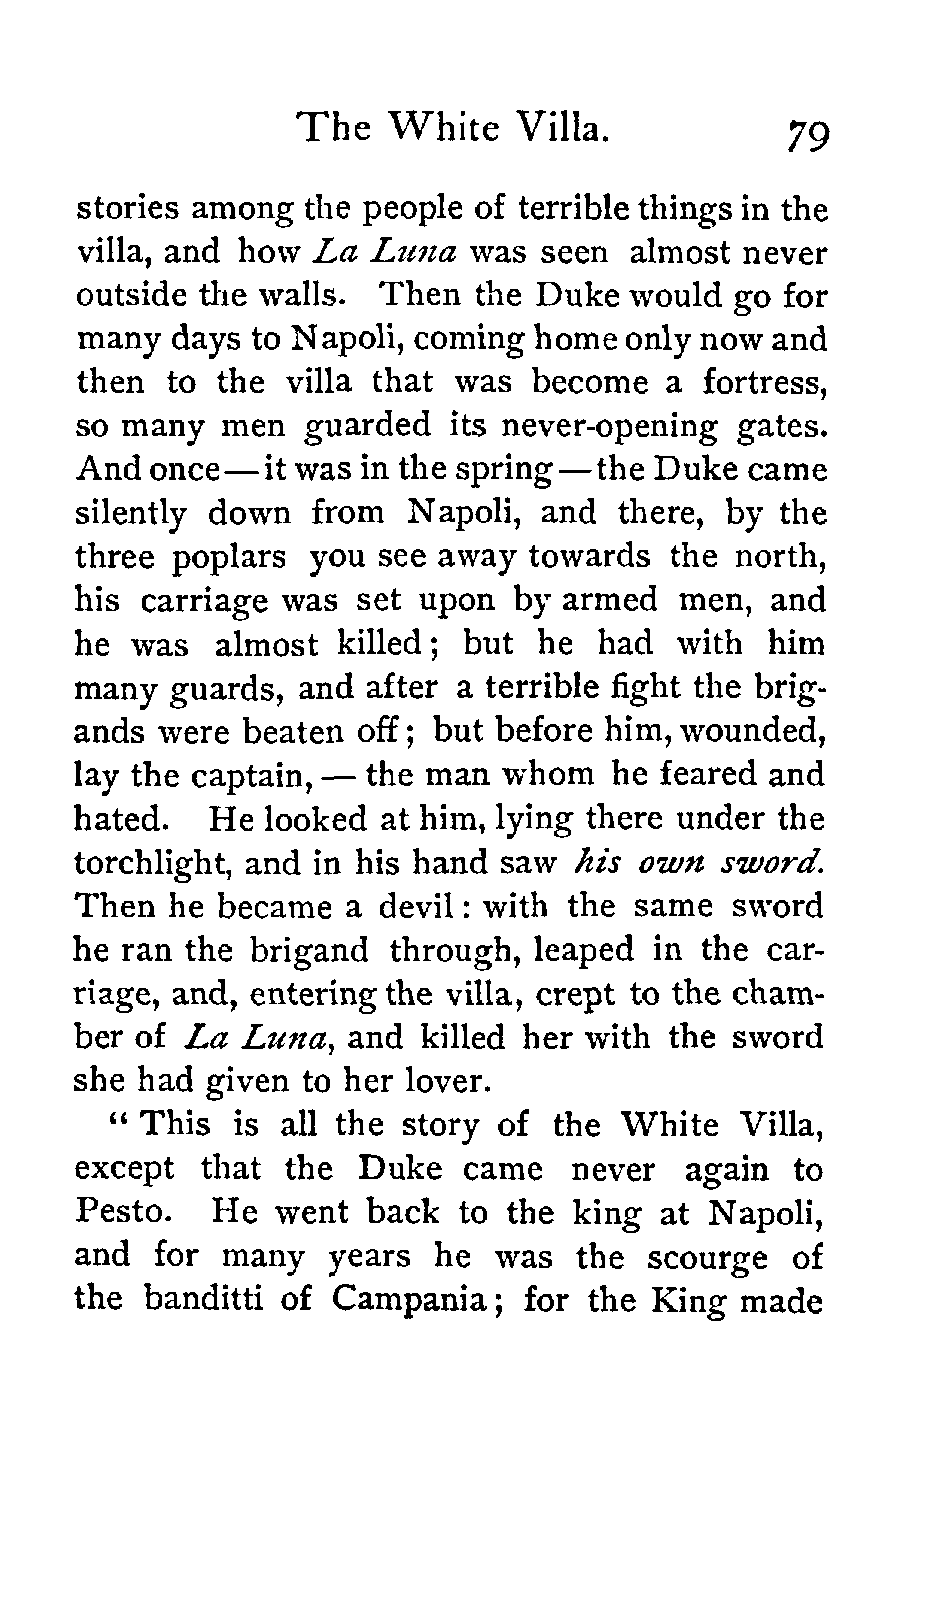 The White Villa. 79
stories among the people of terrible things in the
villa, and how La Luna was seen almost never
outside the walls. Then the Duke would go for
many days to Napoli, coming home only now and
then to the villa that was become a fortress,
so many men guarded its never-opening gates.
And once—it was in the spring—the Duke came
silently down from Napoli, and there, by the
three poplars you see away towards the north,
his carriage was set upon by armed men, and
he was almost killed; but he had with him
many guards, and after a terrible fight the brig-
ands were beaten off; but before him, wounded,
lay the captain,—the man whom he feared and
hated. He looked at him, lying there under the
torchlight, and in his hand saw his own sword.
Then he became a devil: with the same sword
he ran the brigand through, leaped in the car-
riage, and, entering the villa, crept to the cham-
ber of La Luna, and killed her with the sword
she had given to her lover.
“This is all the story of the White Villa,
except that the Duke came never again to
Pesto. He went back to the king at Napoli,
and for many years he was the scourge of
the banditti of Campania; for the King made